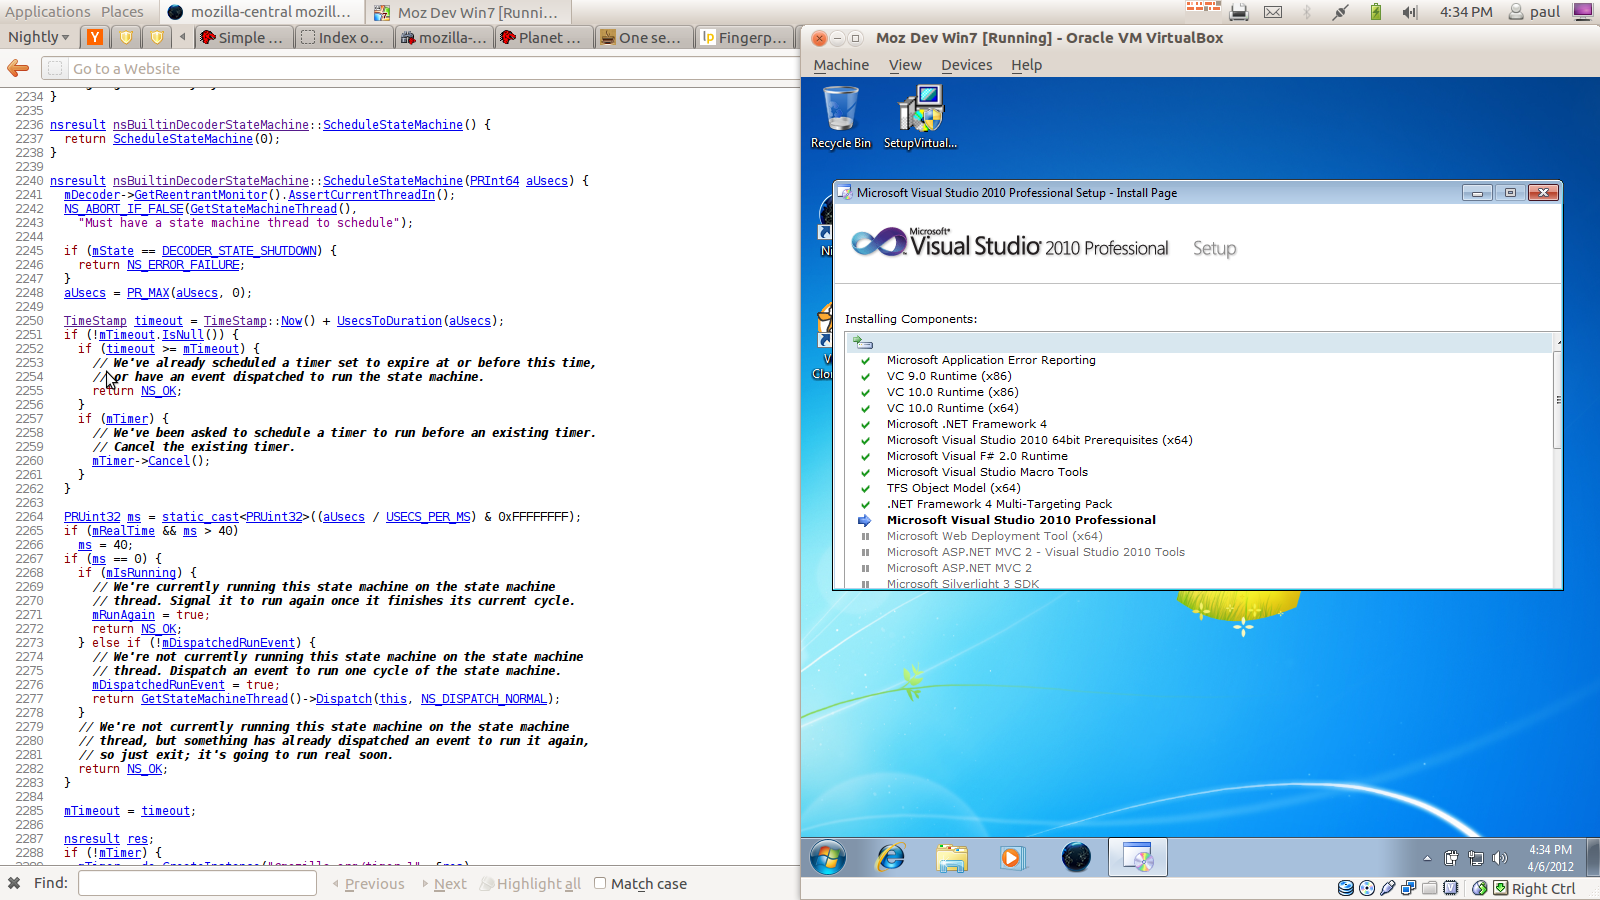 Applications Places
mozilla-central mozill...
Moz Dev Win7 [Runni...
4:34 PM
paul
Nightly
Simple ...
Index o...
mozilla-...
Planet ...
One se...
Fingerp...
Go to a Website
2234 }
2235
2236 nsresult nsBuiltinDecoderStateMachine::ScheduleStateMachine() {
2237 return ScheduleStateMachine(0);
2238 }
2239
2240 nsresult nsBuiltinDecoderStateMachine::ScheduleStateMachine(PRInt64 aUsecs) {
2241 mDecoder->GetReentrantMonitor().AssertCurrentThreadIn();
2242 NS_ABORT_IF_FALSE(GetStateMachineThread(),
2243 "Must have a state machine thread to schedule");
2244
2245 if (mState == DECODER_STATE_SHUTDOWN) {
2246 return NS_ERROR_FAILURE;
2247 }
2248 aUsecs = PR_MAX(aUsecs, 0);
2249
2250 TimeStamp timeout = TimeStamp::Now() + UsecsToDuration(aUsecs);
2251 if (!mTimeout.IsNull()) {
2252 if (timeout >= mTimeout) {
2253 // We've already scheduled a timer set to expire at or before this time,
2254 // or have an event dispatched to run the state machine.
2255 return NS_OK;
2256 }
2257 if (mTimer) {
2258 // We've been asked to schedule a timer to run before an existing timer.
2259 // Cancel the existing timer.
2260 mTimer->Cancel();
2261 }
2262 }
2263
2264 PRUint32 ms = static_cast<PRUint32>((aUsecs / USECS_PER_MS) & 0xFFFFFFFF);
2265 if (mRealTime && ms > 40)
2266 ms = 40;
2267 if (ms == 0) {
2268 if (mIsRunning) {
2269 // We're currently running this state machine on the state machine
2270 // thread. Signal it to run again once it finishes its current cycle.
2271 mRunAgain = true;
2272 return NS_OK;
2273 } else if (!mDispatchedRunEvent) {
2274 // We're not currently running this state machine on the state machine
2275 // thread. Dispatch an event to run one cycle of the state machine.
2276 mDispatchedRunEvent = true;
2277 return GetStateMachineThread()->Dispatch(this, NS_DISPATCH_NORMAL);
2278 }
2279 // We're not currently running this state machine on the state machine
2280 // thread, but something has already dispatched an event to run it again,
2281 // so just exit; it's going to run real soon.
2282 return NS_OK;
2283 }
2284
2285 mTimeout = timeout;
2286
2287 nsresult res;
2288 if (!mTimer) {
Find:
Previous
Next
Highlight all
Match case
Moz Dev Win7 [Running] - Oracle VM VirtualBox
Machine View Devices Help
Recycle Bin
SetupVirtual...
Microsoft Visual Studio 2010 Professional Setup - Install Page
Microsoft
Visual Studio 2010 Professional Setup
Installing Components:
Microsoft Application Error Reporting
VC 9.0 Runtime (x86)
VC 10.0 Runtime (x86)
VC 10.0 Runtime (x64)
Microsoft .NET Framework 4
Microsoft Visual Studio 2010 64bit Prerequisites (x64)
Microsoft Visual F# 2.0 Runtime
Microsoft Visual Studio Macro Tools
TFS Object Model (x64)
.NET Framework 4 Multi-Targeting Pack
Microsoft Visual Studio 2010 Professional
Microsoft Web Deployment Tool (x64)
Microsoft ASP.NET MVC 2 - Visual Studio 2010 Tools
Microsoft ASP.NET MVC 2
Microsoft Silverlight 3 SDK
4:34 PM
4/6/2012
Right Ctrl